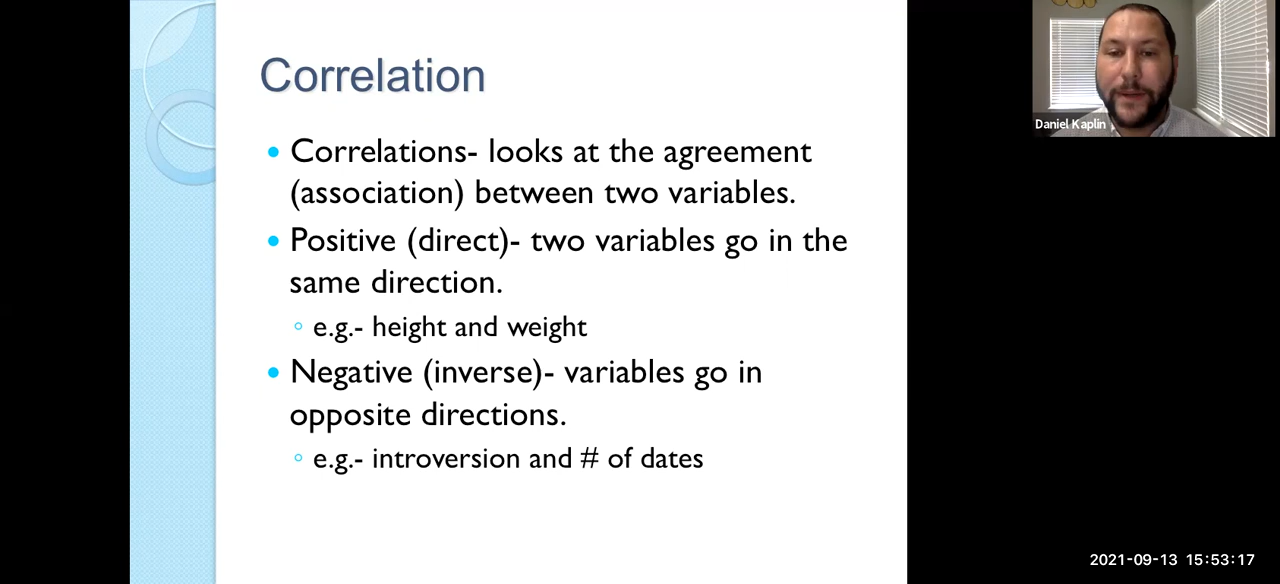 Correlation
Correlations- looks at the agreement
(association) between two variables.
Positive (direct)- two variables go in the
same direction.
e.g.- height and weight
Negative (inverse)- variables go in
opposite directions.
e.g.- introversion and # of dates
Daniel Kaplin
2021-09-13 15:53:17